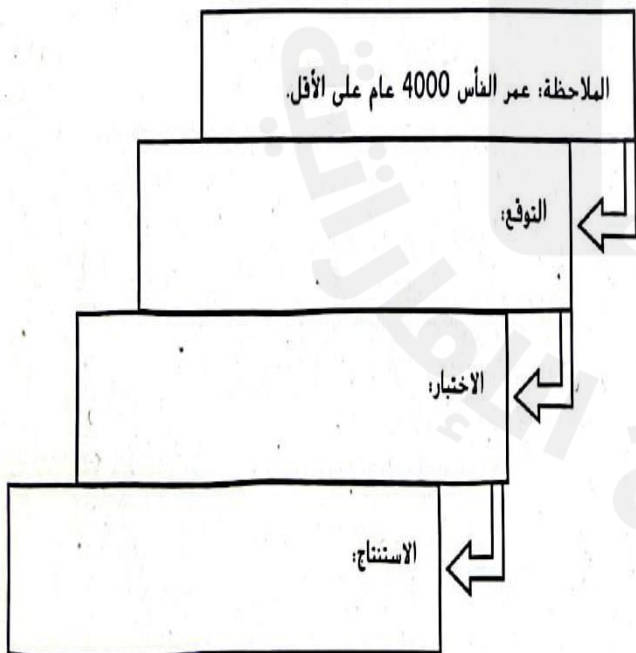 الملاحظة: عمر الفأس 4000 عام على الأقل.
التوقع:
الاختبار:
الاستنتاج: